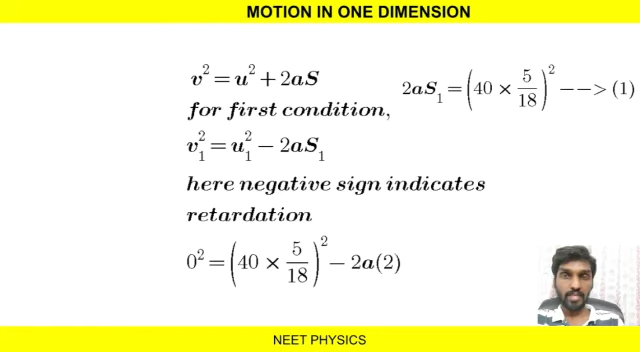 MOTION IN ONE DIMENSION
v² = u² + 2aS
for first condition,
v₁² = u₁² − 2aS₁
here negative sign indicates
retardation
0² = (40 × 5/18)² − 2a(2)
2aS₁ = (40 × 5/18)² −−> (1)
NEET PHYSICS